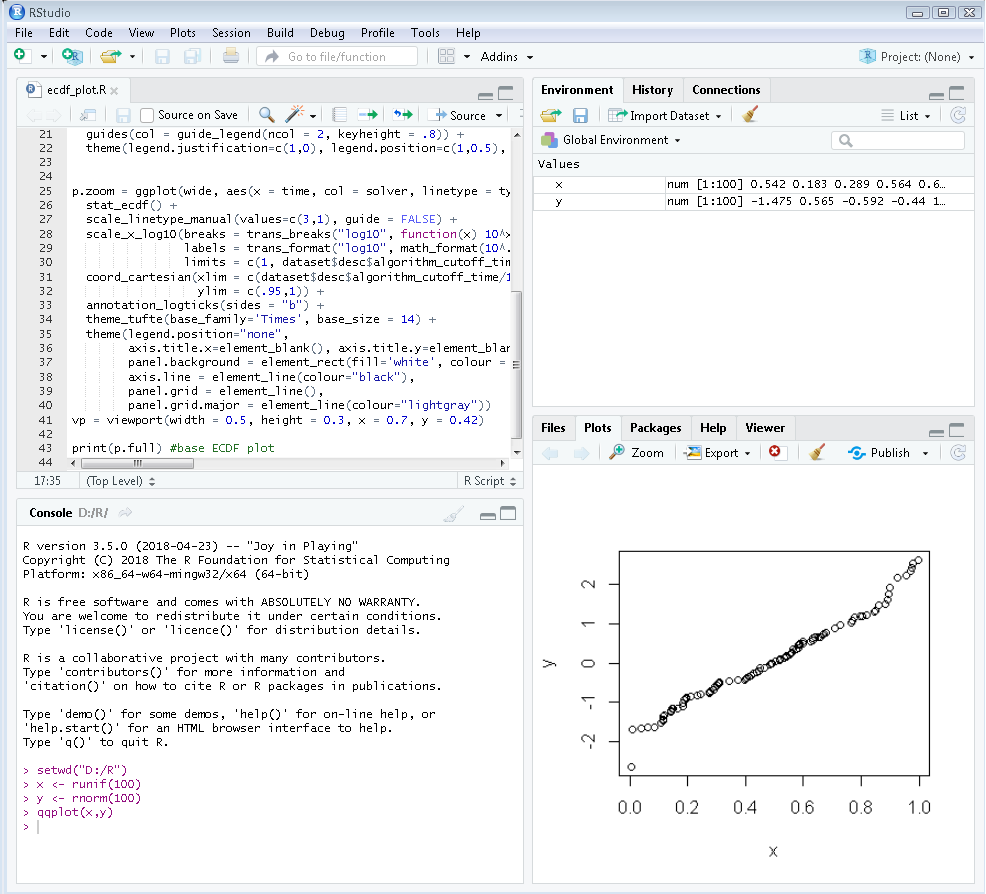 RStudio
File Edit Code View Plots Session Build Debug Profile Tools Help
Go to file/function Addins Project: (None)
ecdf_plot.R
Source on Save Source
21 guides(col = guide_legend(ncol = 2, keyheight = .8)) +
22 theme(legend.justification=c(1,0), legend.position=c(1,0.5),
23
24
25 p.zoom = ggplot(wide, aes(x = time, col = solver, linetype = ty
26 stat_ecdf() +
27 scale_linetype_manual(values=c(3,1), guide = FALSE) +
28 scale_x_log10(breaks = trans_breaks("log10", function(x) 10^x
29 labels = trans_format("log10", math_format(10^.
30 limits = c(1, dataset$desc$algorithm_cutoff_tim
31 coord_cartesian(xlim = c(dataset$desc$algorithm_cutoff_time/1
32 ylim = c(.95,1)) +
33 annotation_logticks(sides = "b") +
34 theme_tufte(base_family='Times', base_size = 14) +
35 theme(legend.position="none",
36 axis.title.x=element_blank(), axis.title.y=element_blan
37 panel.background = element_rect(fill='white', colour =
38 axis.line = element_line(colour="black"),
39 panel.grid = element_line(),
40 panel.grid.major = element_line(colour="lightgray"))
41 vp = viewport(width = 0.5, height = 0.3, x = 0.7, y = 0.42)
42
43 print(p.full) #base ECDF plot
44
17:35 (Top Level) R Script
Console D:/R/
R version 3.5.0 (2018-04-23) -- "Joy in Playing"
Copyright (C) 2018 The R Foundation for Statistical Computing
Platform: x86_64-w64-mingw32/x64 (64-bit)
R is free software and comes with ABSOLUTELY NO WARRANTY.
You are welcome to redistribute it under certain conditions.
Type 'license()' or 'licence()' for distribution details.
R is a collaborative project with many contributors.
Type 'contributors()' for more information and
'citation()' on how to cite R or R packages in publications.
Type 'demo()' for some demos, 'help()' for on-line help, or
'help.start()' for an HTML browser interface to help.
Type 'q()' to quit R.
> setwd("D:/R")
> x <- runif(100)
> y <- rnorm(100)
> qqplot(x,y)
>
Environment History Connections
Import Dataset List
Global Environment
Values
x num [1:100] 0.542 0.183 0.289 0.564 0.6…
y num [1:100] -1.475 0.565 -0.592 -0.44 1…
Files Plots Packages Help Viewer
Zoom Export Publish
2
1
0
-1
-2
y
0.0 0.2 0.4 0.6 0.8 1.0
x